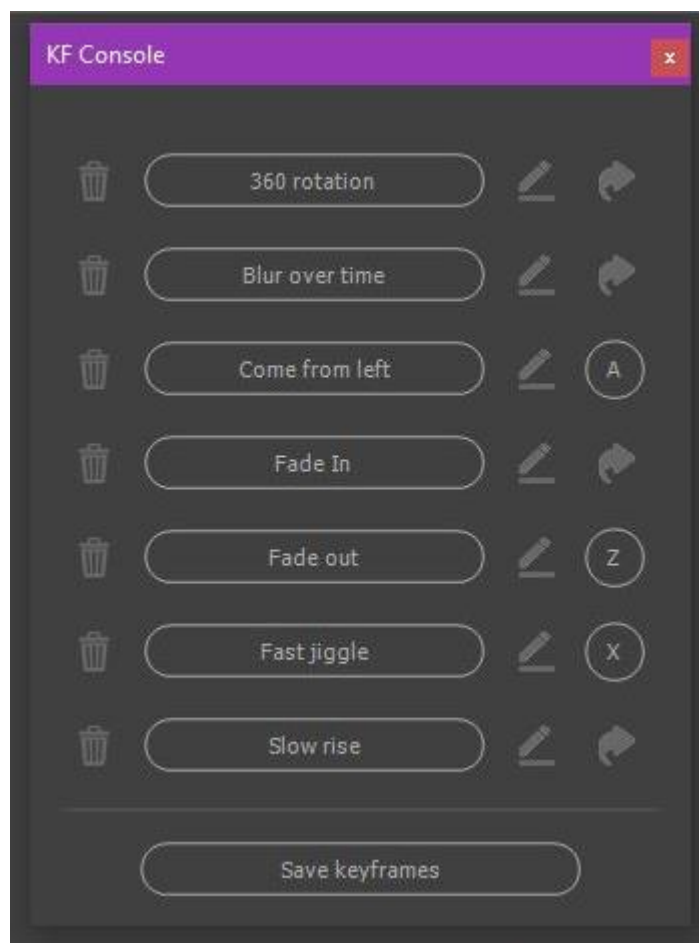 KF Console
x
360 rotation
Blur over time
Come from left
A
Fade In
Fade out
Z
Fast jiggle
X
Slow rise
Save keyframes